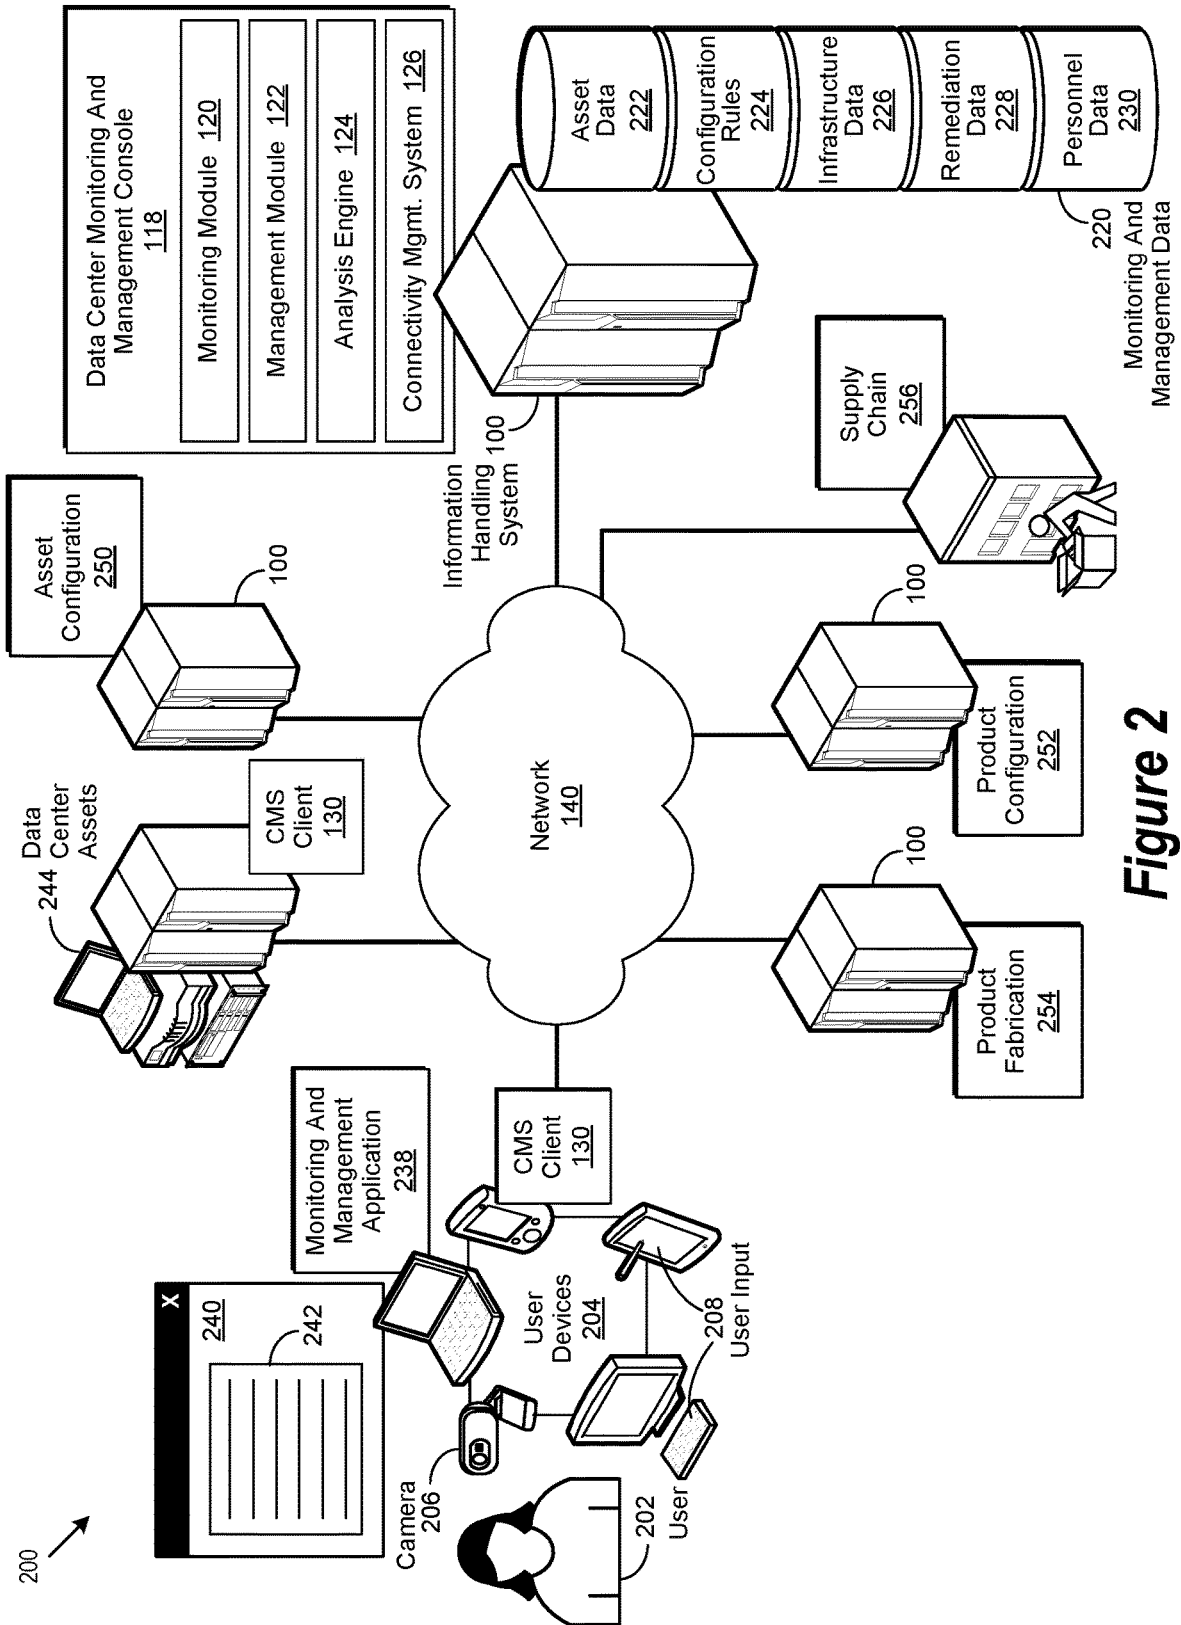 200
Data Center Monitoring And
Management Console
118
Monitoring Module 120
Management Module 122
Analysis Engine 124
Connectivity Mgmt. System 126
Asset
Data
222
Configuration
Rules
224
Infrastructure
Data
226
Remediation
Data
228
Personnel
Data
230
220
Monitoring And
Management Data
Information
Handling
System
100
Asset
Configuration
250
100
244
Data
Center
Assets
CMS
Client
130
Network
140
Supply
Chain
256
100
Product
Configuration
252
100
Product
Fabrication
254
Monitoring And
Management
Application
238
CMS
Client
130
X
240
242
User
Devices
204
208
User Input
Camera
206
202
User
Figure 2